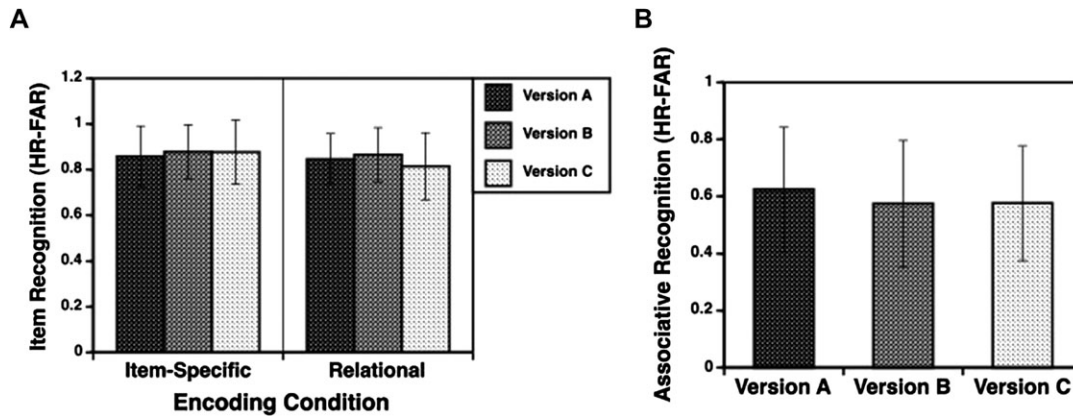 A
Item Recognition (HR-FAR)
1.2
1
0.8
0.6
0.4
0.2
0
Item-Specific
Relational
Encoding Condition
Version A
Version B
Version C
B
Associative Recognition (HR-FAR)
1
0.8
0.6
0.4
0.2
0
Version A
Version B
Version C